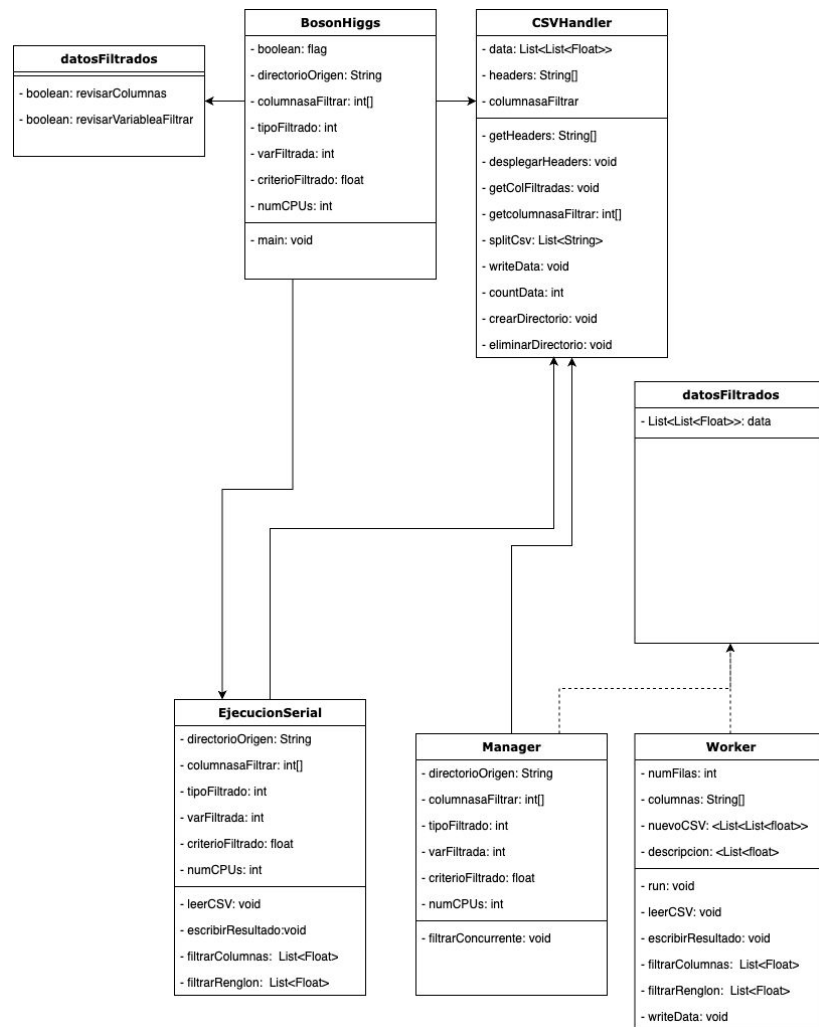 datosFiltrados
- boolean: revisarColumnas
- boolean: revisarVariableaFiltrar
BosonHiggs
- boolean: flag
- directorioOrigen: String
- columnasaFiltrar: int[]
- tipoFiltrado: int
- varFiltrada: int
- criterioFiltrado: float
- numCPUs: int
- main: void
CSVHandler
- data: List<List<Float>>
- headers: String[]
- columnasaFiltrar
- getHeaders: String[]
- desplegarHeaders: void
- getColFiltradas: void
- getcolumnasaFiltrar: int[]
- splitCsv: List<String>
- writeData: void
- countData: int
- crearDirectorio: void
- eliminarDirectorio: void
datosFiltrados
- List<List<Float>>: data
EjecucionSerial
- directorioOrigen: String
- columnasaFiltrar: int[]
- tipoFiltrado: int
- varFiltrada: int
- criterioFiltrado: float
- numCPUs: int
- leerCSV: void
- escribirResultado:void
- filtrarColumnas:  List<Float>
- filtrarRenglon:  List<Float>
Manager
- directorioOrigen: String
- columnasaFiltrar: int[]
- tipoFiltrado: int
- varFiltrada: int
- criterioFiltrado: float
- numCPUs: int
- filtrarConcurrente: void
Worker
- numFilas: int
- columnas: String[]
- nuevoCSV: <List<List<float>>
- descripcion: <List<float>
- run: void
- leerCSV: void
- escribirResultado: void
- filtrarColumnas:  List<Float>
- filtrarRenglon:  List<Float>
- writeData: void